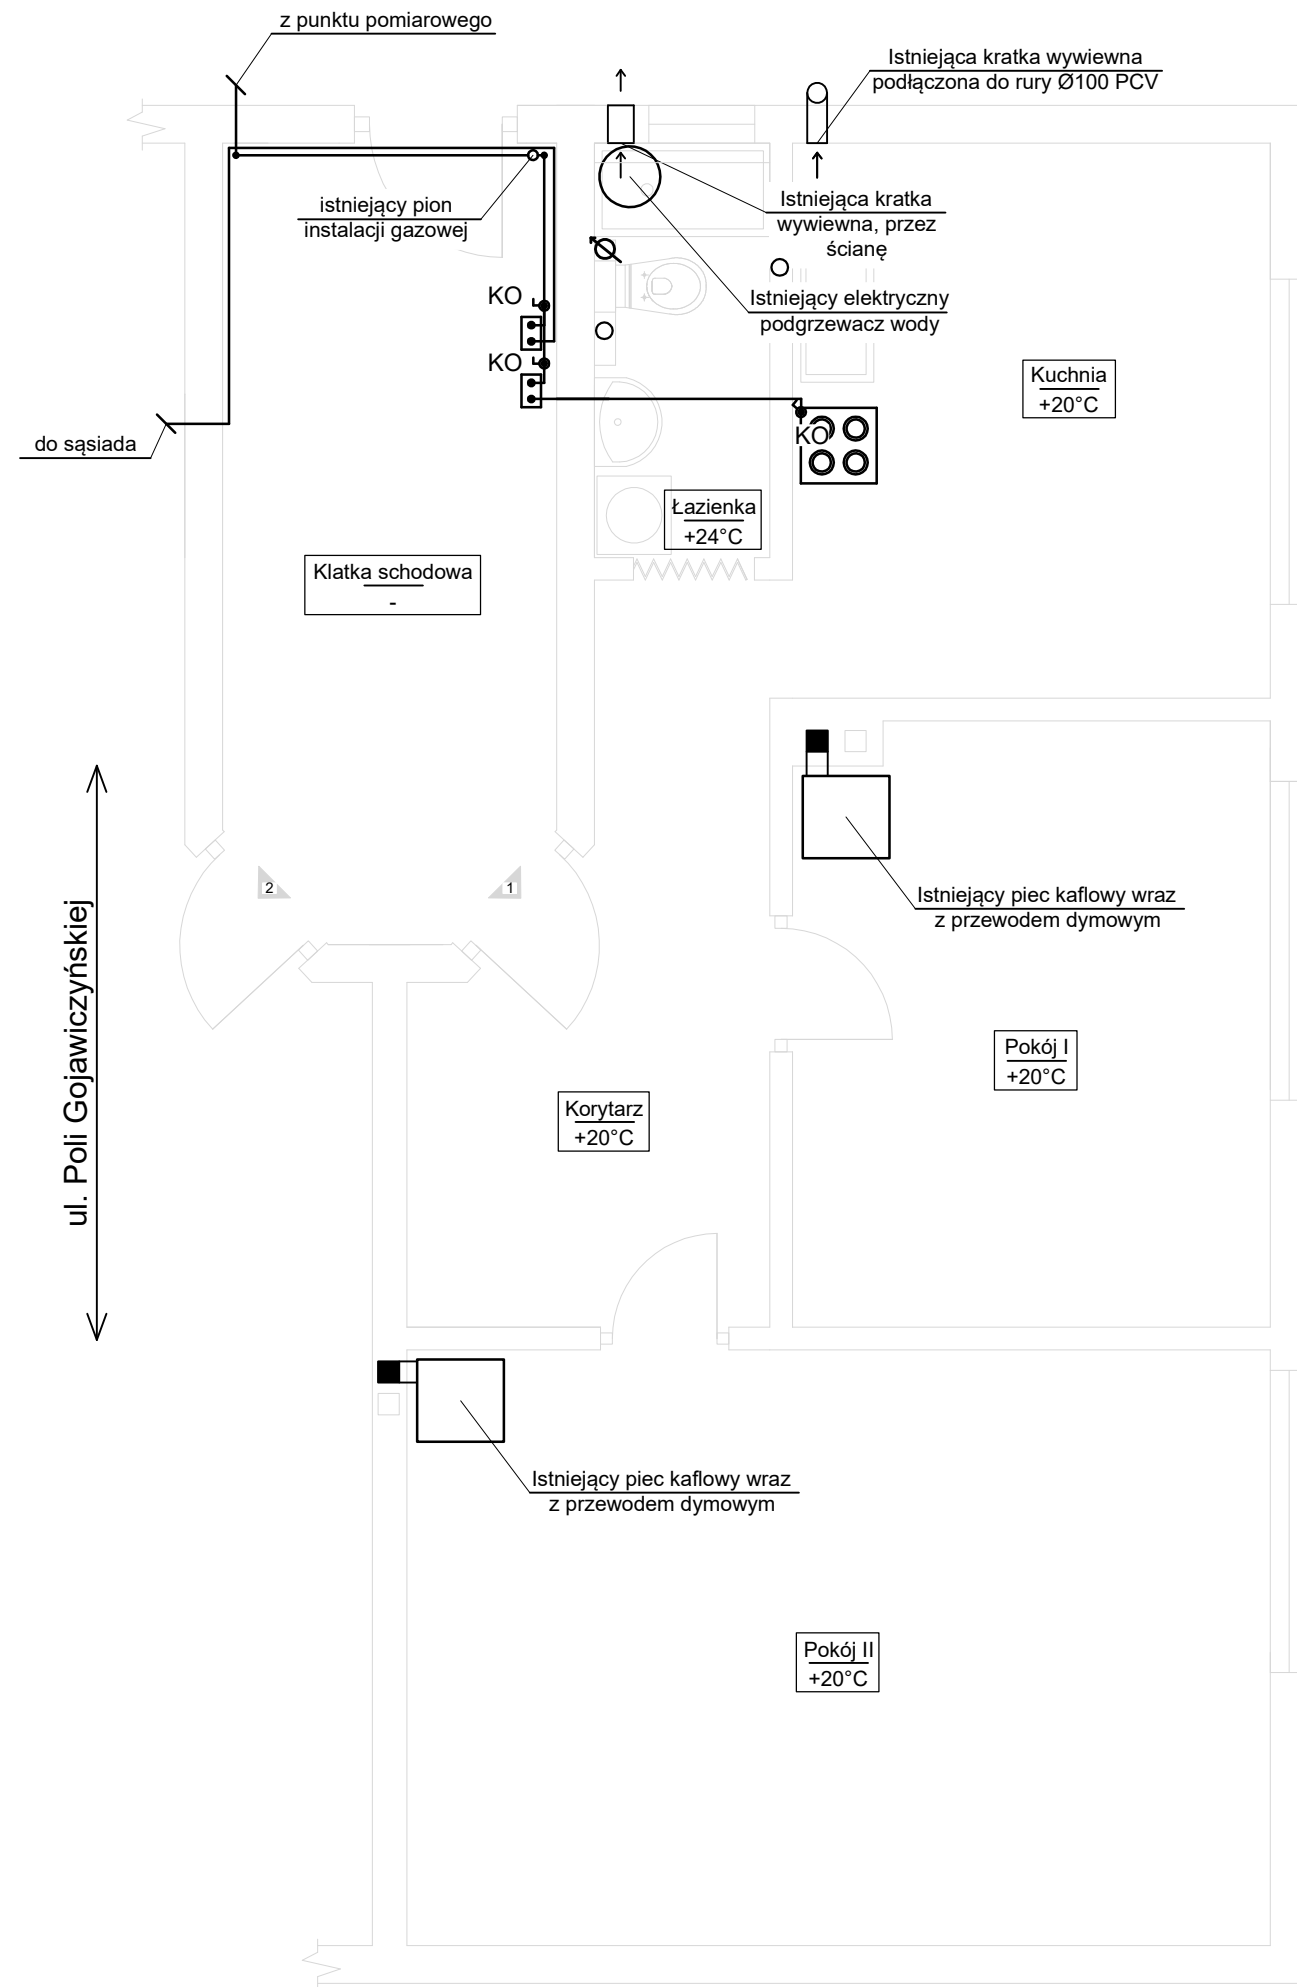 z punktu pomiarowego
Istniejąca kratka wywiewna
podłączona do rury Ø100 PCV
istniejący pion
instalacji gazowej
Istniejąca kratka
wywiewna, przez
ścianę
KO
Istniejący elektryczny
podgrzewacz wody
KO
Kuchnia
+20°C
do sąsiada
KO
Łazienka
+24°C
Klatka schodowa
-
2
1
Istniejący piec kaflowy wraz
z przewodem dymowym
ul. Poli Gojawiczyńskiej
Pokój I
+20°C
Korytarz
+20°C
Istniejący piec kaflowy wraz
z przewodem dymowym
Pokój II
+20°C